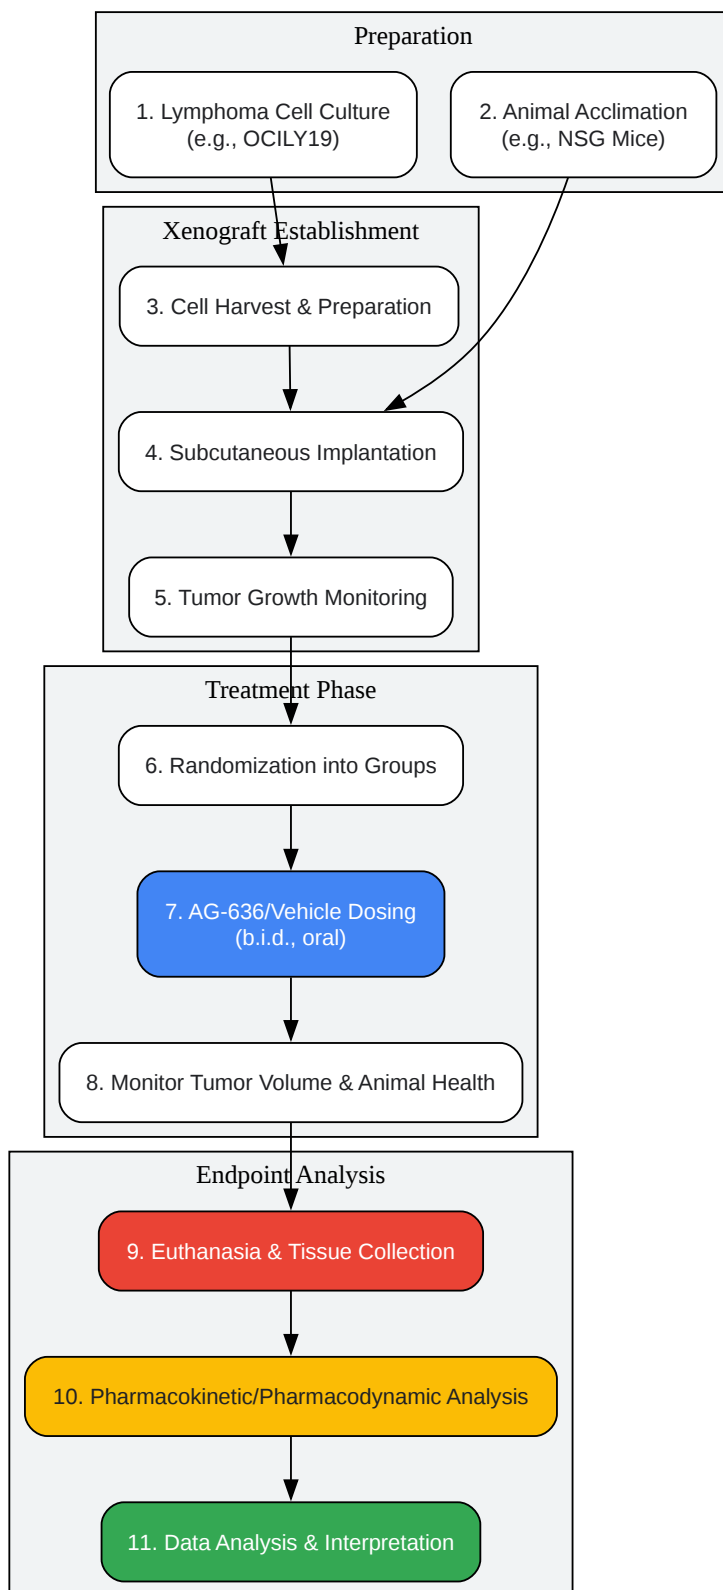 Preparation
1. Lymphoma Cell Culture
(e.g., OCILY19)
2. Animal Acclimation
(e.g., NSG Mice)
Xenograft Establishment
3. Cell Harvest & Preparation
4. Subcutaneous Implantation
5. Tumor Growth Monitoring
Treatment Phase
6. Randomization into Groups
7. AG-636/Vehicle Dosing
(b.i.d., oral)
8. Monitor Tumor Volume & Animal Health
Endpoint Analysis
9. Euthanasia & Tissue Collection
10. Pharmacokinetic/Pharmacodynamic Analysis
11. Data Analysis & Interpretation